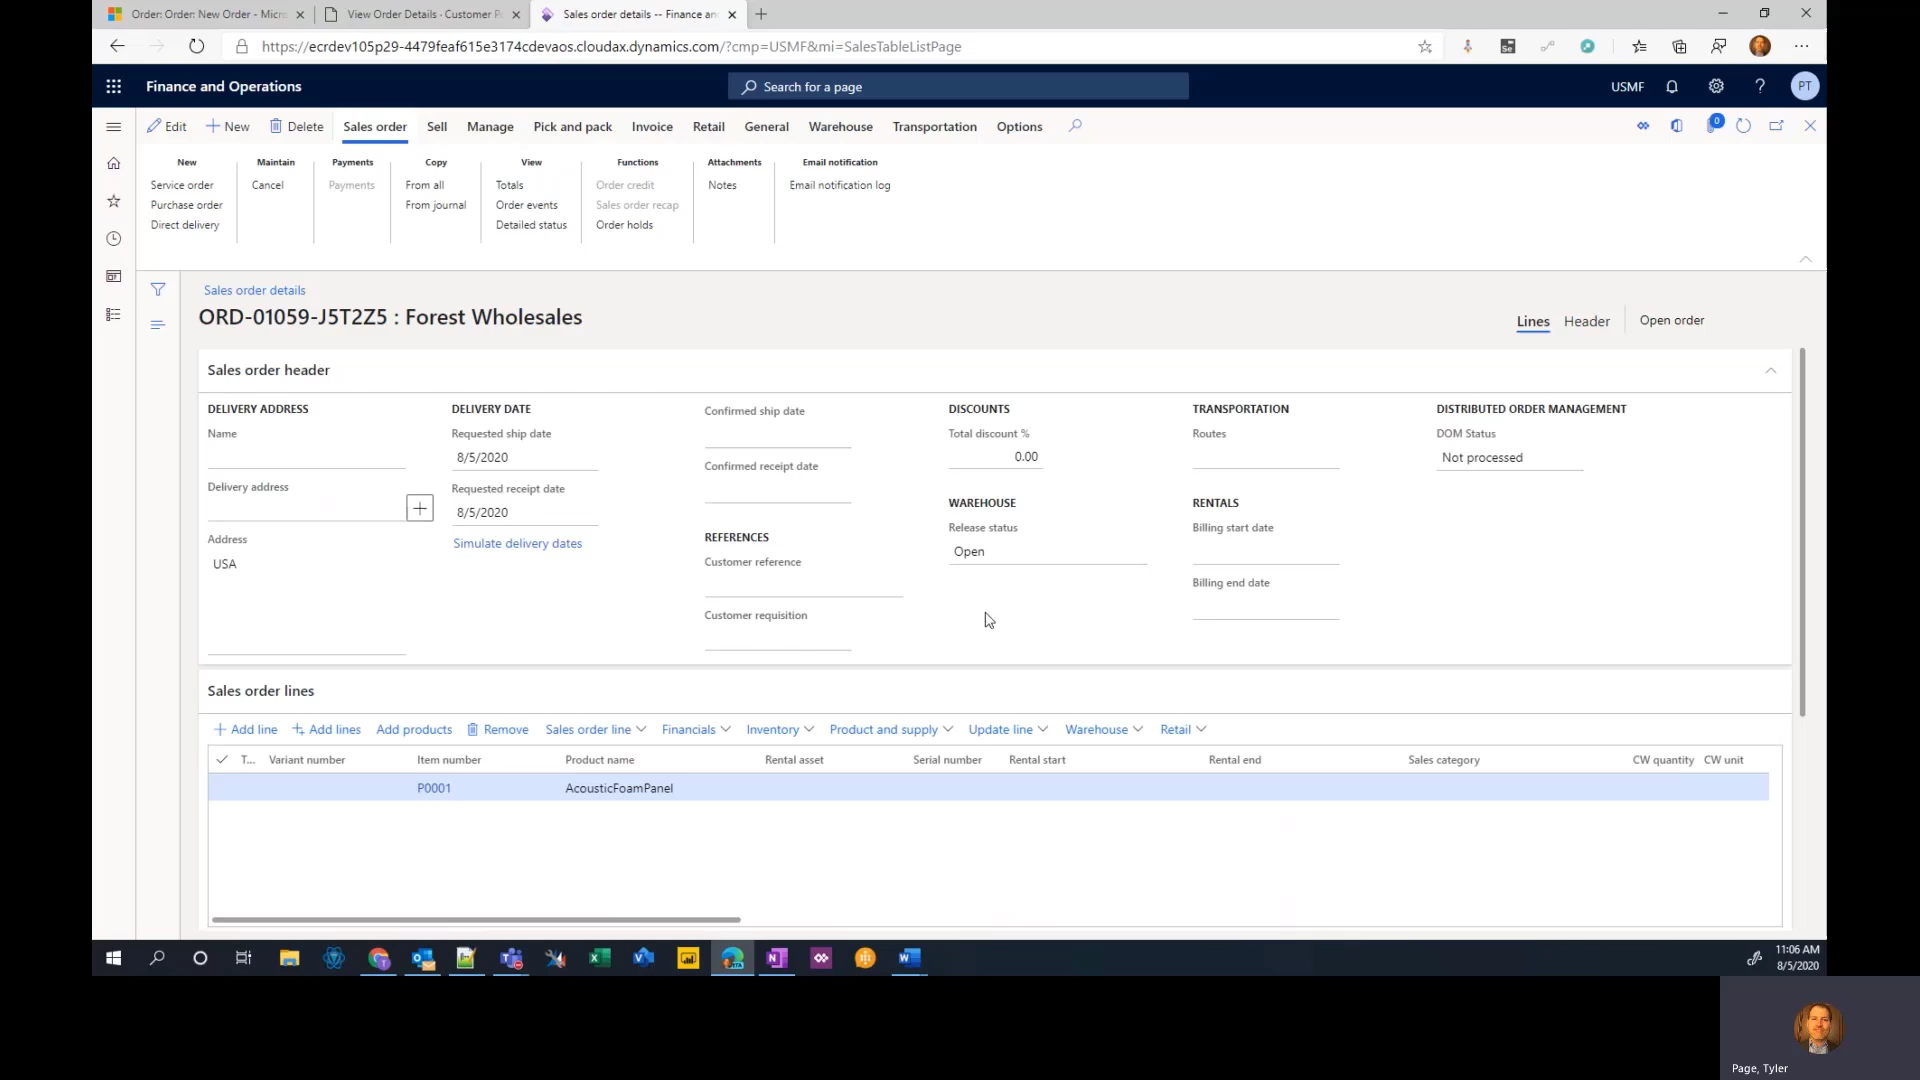 Order: Order: New Order - Micro
View Order Details - Customer Po
Sales order details -- Finance an
https://ecrdev105p29-4479feaf615e3174cdevaos.cloudax.dynamics.com/?cmp=USMF&mi=SalesTableListPage
Finance and Operations
Search for a page
USMF
PT
Edit
New
Delete
Sales order
Sell
Manage
Pick and pack
Invoice
Retail
General
Warehouse
Transportation
Options
0
New
Maintain
Payments
Copy
View
Functions
Attachments
Email notification
Service order
Cancel
Payments
From all
Totals
Order credit
Notes
Email notification log
Purchase order
From journal
Order events
Sales order recap
Direct delivery
Detailed status
Order holds
Sales order details
ORD-01059-J5T2Z5 : Forest Wholesales
Lines
Header
Open order
Sales order header
DELIVERY ADDRESS
Name
Delivery address
Address
USA
DELIVERY DATE
Requested ship date
8/5/2020
Requested receipt date
8/5/2020
Simulate delivery dates
Confirmed ship date
Confirmed receipt date
REFERENCES
Customer reference
Customer requisition
DISCOUNTS
Total discount %
0.00
WAREHOUSE
Release status
Open
TRANSPORTATION
Routes
RENTALS
Billing start date
Billing end date
DISTRIBUTED ORDER MANAGEMENT
DOM Status
Not processed
Sales order lines
Add line
Add lines
Add products
Remove
Sales order line
Financials
Inventory
Product and supply
Update line
Warehouse
Retail
T...
Variant number
Item number
Product name
Rental asset
Serial number
Rental start
Rental end
Sales category
CW quantity
CW unit
P0001
AcousticFoamPanel
11:06 AM
8/5/2020
Page, Tyler